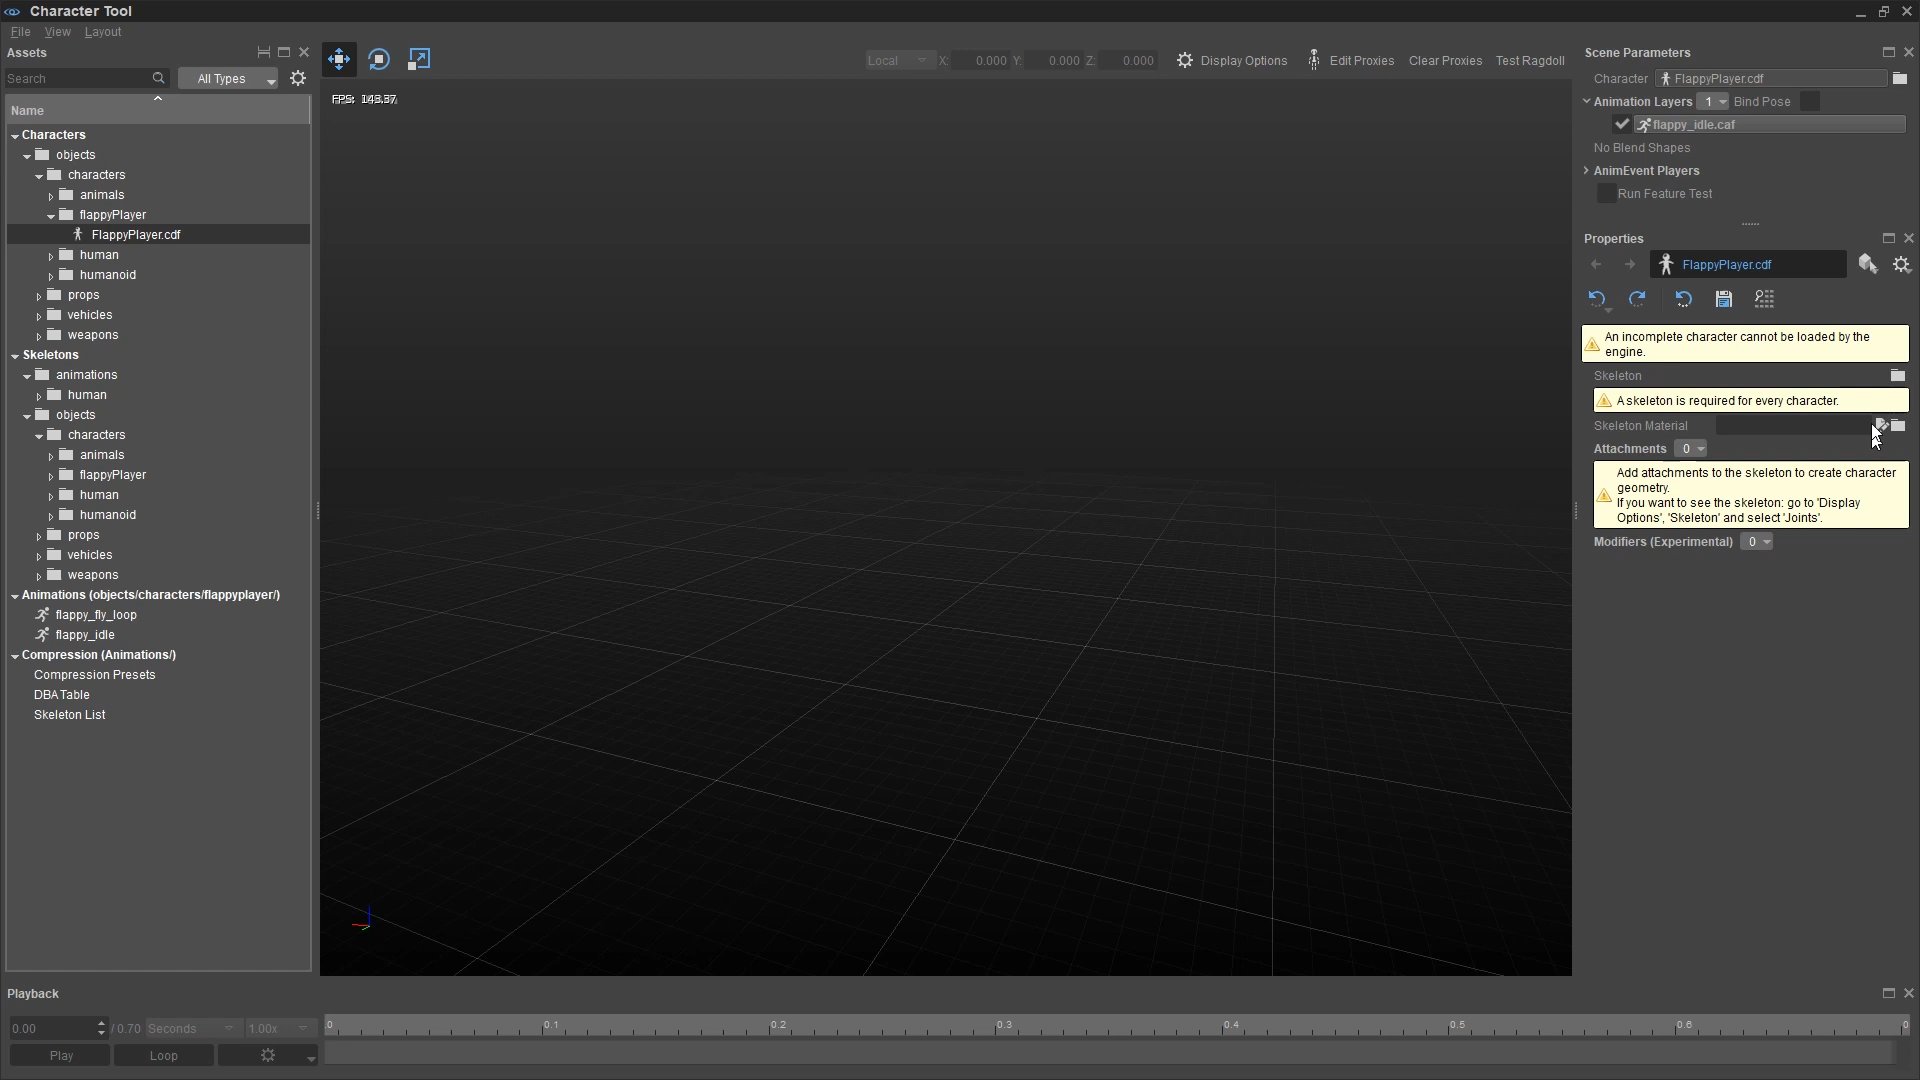 Character Tool
File View Layout
Assets
Search All Types
Name
Characters
objects
characters
animals
flappyPlayer
FlappyPlayer.cdf
human
humanoid
props
vehicles
weapons
Skeletons
animations
human
objects
characters
animals
flappyPlayer
human
humanoid
props
vehicles
weapons
Animations (objects/characters/flappyplayer/)
flappy_fly_loop
flappy_idle
Compression (Animations/)
Compression Presets
DBA Table
Skeleton List
Local X: 0.000 Y: 0.000 Z: 0.000 Display Options Edit Proxies Clear Proxies Test Ragdoll
FPS: 143.37
Scene Parameters
Character FlappyPlayer.cdf
Animation Layers 1 Bind Pose
flappy_idle.caf
No Blend Shapes
AnimEvent Players
Run Feature Test
Properties
FlappyPlayer.cdf
An incomplete character cannot be loaded by the
engine.
Skeleton
A skeleton is required for every character.
Skeleton Material
Attachments 0
Add attachments to the skeleton to create character
geometry.
If you want to see the skeleton: go to 'Display
Options', 'Skeleton' and select 'Joints'.
Modifiers (Experimental) 0
Playback
0.00 / 0.70 Seconds 1.00x
0 0.1 0.2 0.3 0.4 0.5 0.6 0
Play Loop